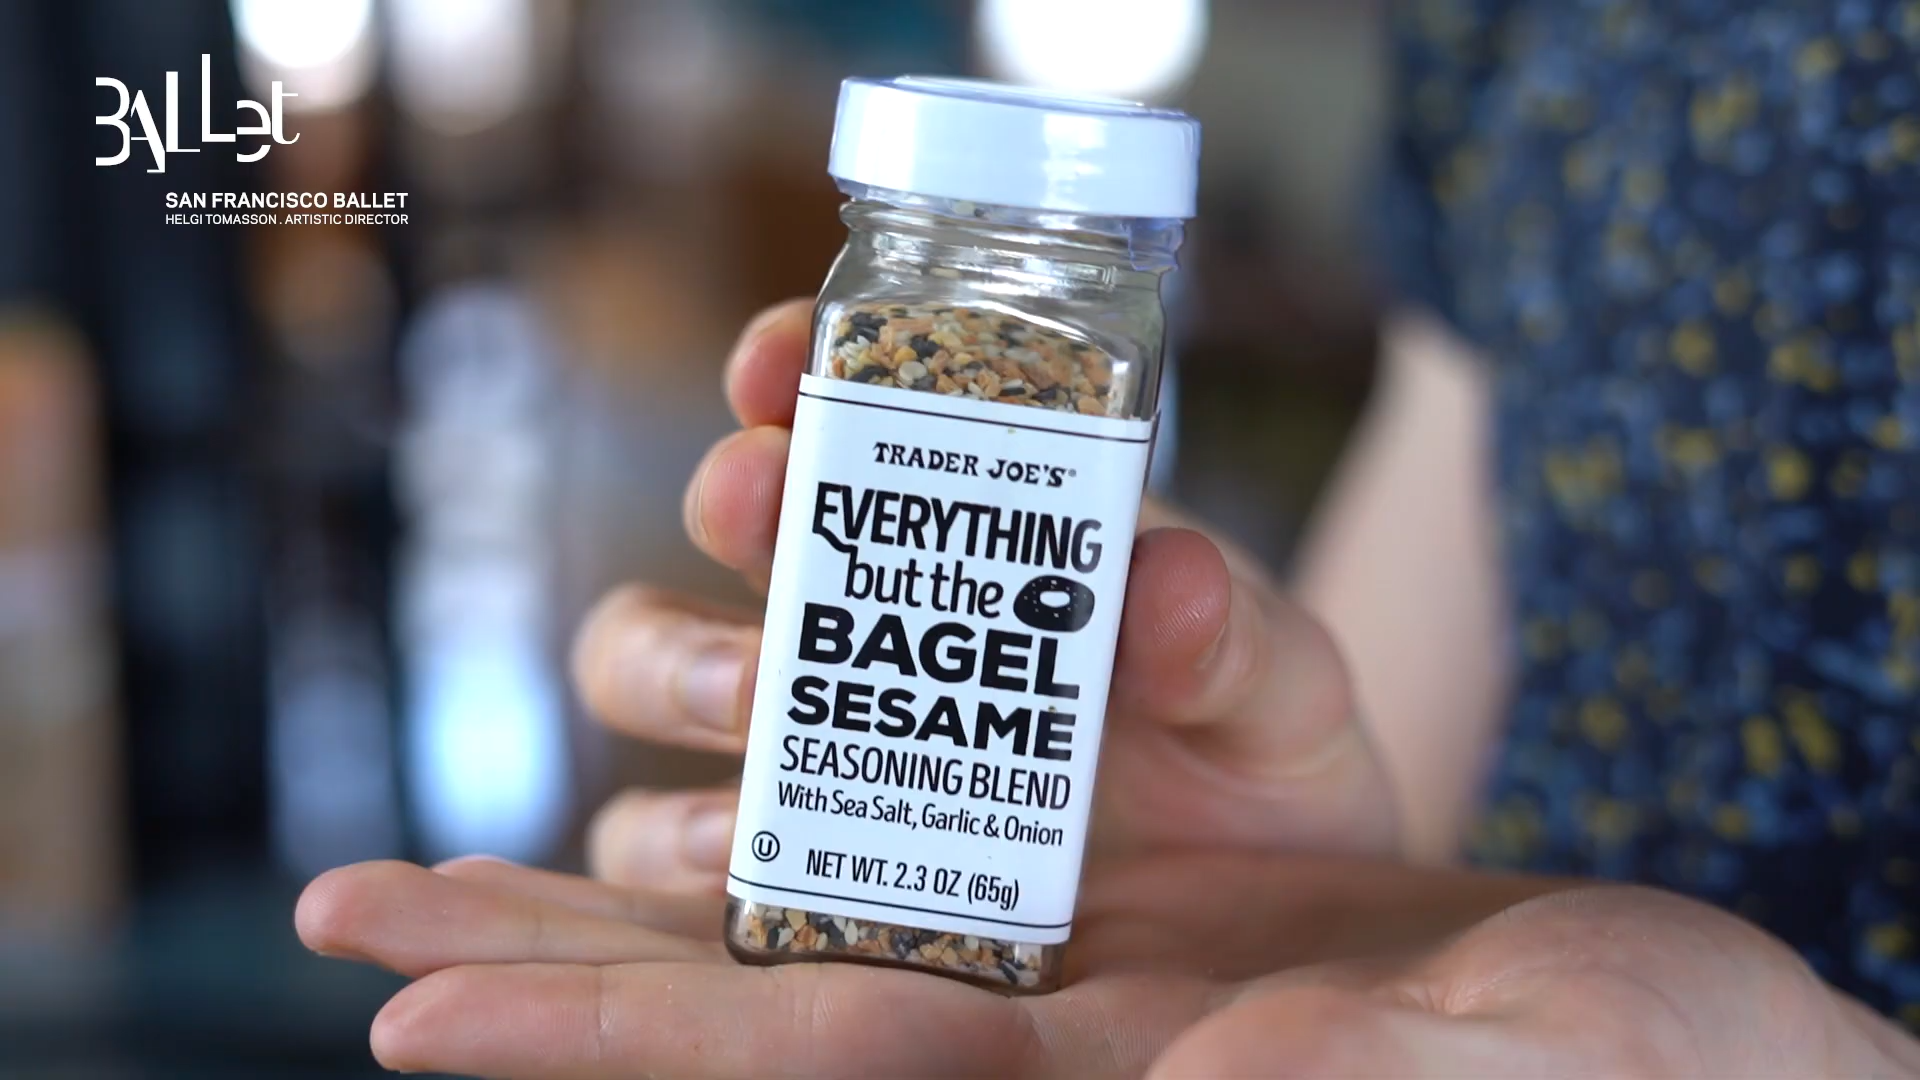 BALLet
SAN FRANCISCO BALLET
HELGI TOMASSON . ARTISTIC DIRECTOR
TRADER JOE'S®
EVERYTHING
but the
BAGEL
SESAME
SEASONING BLEND
With Sea Salt, Garlic & Onion
U
NET WT. 2.3 OZ (65g)